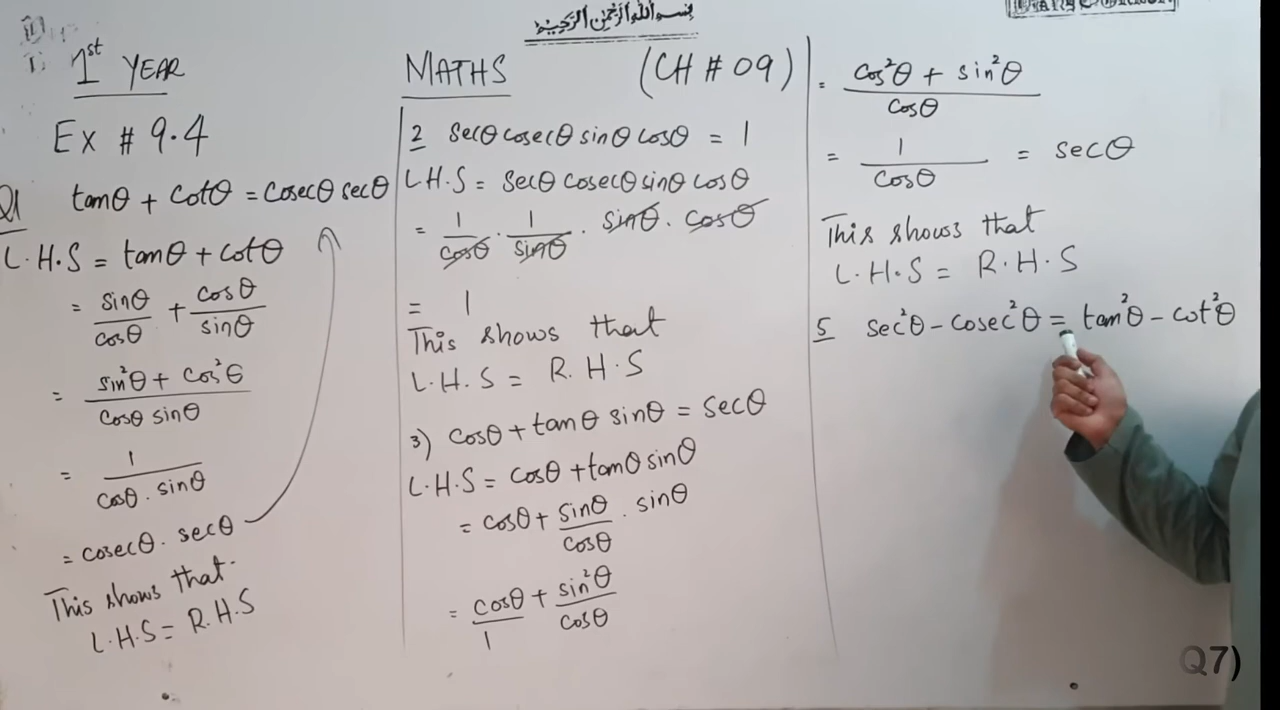 بسم الله الرحمن الرحيم
1st YEAR
MATHS
(CH # 09)
Ex # 9.4
Q1 tanθ + cotθ = cosecθ secθ
L.H.S = tanθ + cotθ
= sinθ/cosθ + cosθ/sinθ
= (sin²θ + cos²θ)/(cosθ sinθ)
= 1/(cosθ . sinθ)
= cosecθ . secθ
This shows that.
L.H.S = R.H.S
2 secθ cosecθ sinθ cosθ = 1
L.H.S = secθ cosecθ sinθ cosθ
= 1/cosθ . 1/sinθ . sinθ . cosθ
= 1
This shows that
L.H.S = R.H.S
3) cosθ + tanθ sinθ = secθ
L.H.S = cosθ + tanθ sinθ
= cosθ + sinθ/cosθ . sinθ
= cosθ/1 + sin²θ/cosθ
= (cos²θ + sin²θ)/cosθ
= 1/cosθ = secθ
This shows that
L.H.S = R.H.S
5 sec²θ - cosec²θ = tan²θ - cot²θ
Q7)